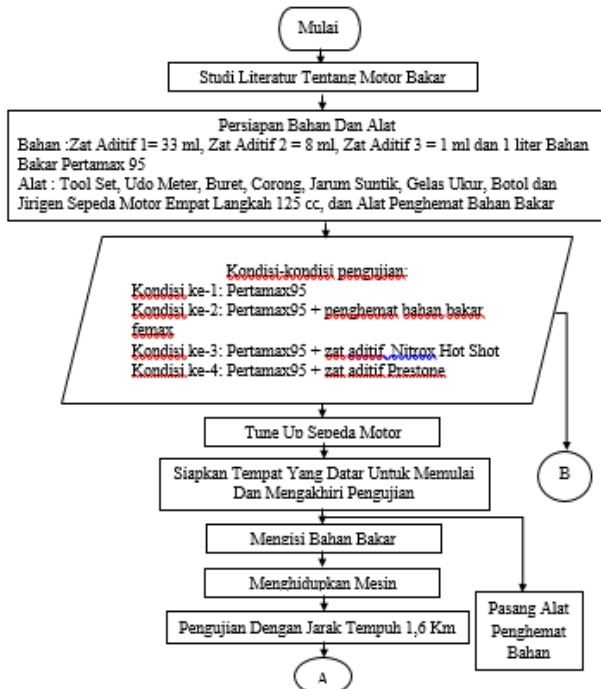 Mulai
Studi Literatur Tentang Motor Bakar
Persiapan Bahan Dan Alat
Bahan :Zat Aditif 1= 33 ml, Zat Aditif 2 = 8 ml, Zat Aditif 3 = 1 ml dan 1 liter Bahan
Bakar Pertamax 95
Alat : Tool Set, Udo Meter, Buret, Corong, Jarum Suntik, Gelas Ukur, Botol dan
Jirigen Sepeda Motor Empat Langkah 125 cc, dan Alat Penghemat Bahan Bakar
Kondisi-kondisi pengujian:
Kondisi ke-1: Pertamax95
Kondisi ke-2: Pertamax95 + penghemat bahan bakar
femax
Kondisi ke-3: Pertamax95 + zat aditif Nitrox Hot Shot
Kondisi ke-4: Pertamax95 + zat aditif Prestone
Tune Up Sepeda Motor
Siapkan Tempat Yang Datar Untuk Memulai
Dan Mengakhiri Pengujian
B
Mengisi Bahan Bakar
Menghidupkan Mesin
Pasang Alat
Penghemat
Bahan
Pengujian Dengan Jarak Tempuh 1,6 Km
A